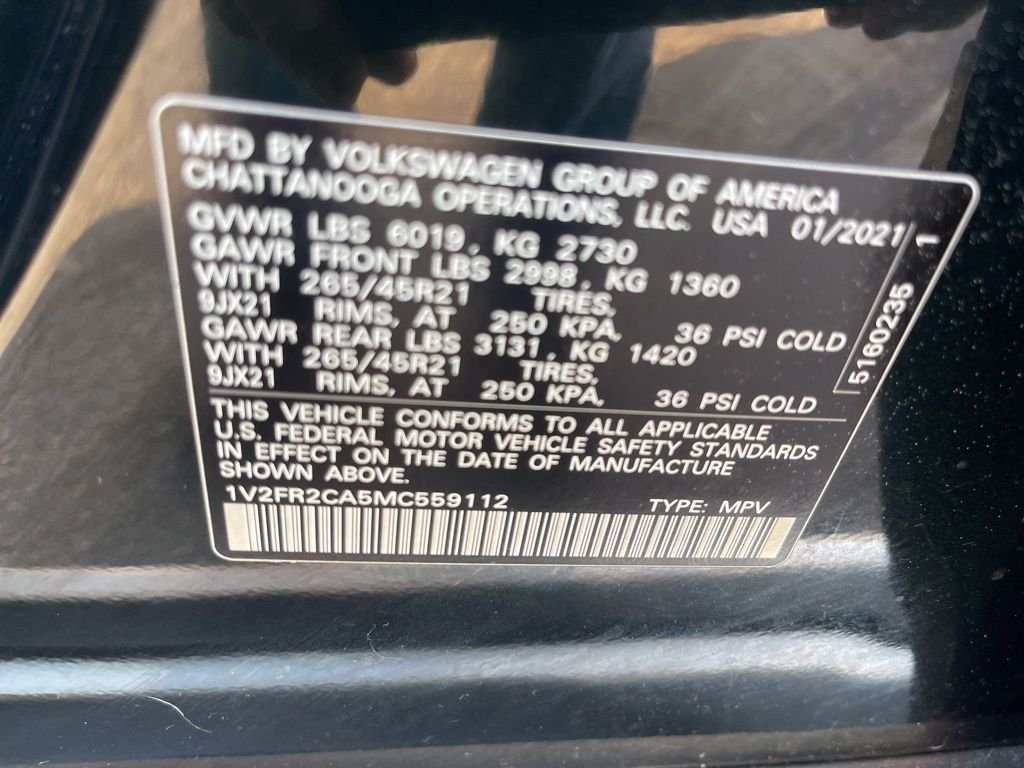 MFD BY VOLKSWAGEN GROUP OF AMERICA
CHATTANOOGA OPERATIONS, LLC. USA 01/2021
GVWR LBS 6019, KG 2730
GAWR FRONT LBS 2998, KG 1360
WITH 265/45R21 TIRES,
9JX21 RIMS, AT 250 KPA, 36 PSI COLD
GAWR REAR LBS 3131, KG 1420
WITH 265/45R21 TIRES,
9JX21 RIMS, AT 250 KPA, 36 PSI COLD
5160235 1
THIS VEHICLE CONFORMS TO ALL APPLICABLE
U.S. FEDERAL MOTOR VEHICLE SAFETY STANDARDS
IN EFFECT ON THE DATE OF MANUFACTURE
SHOWN ABOVE.
1V2FR2CA5MC559112 TYPE: MPV